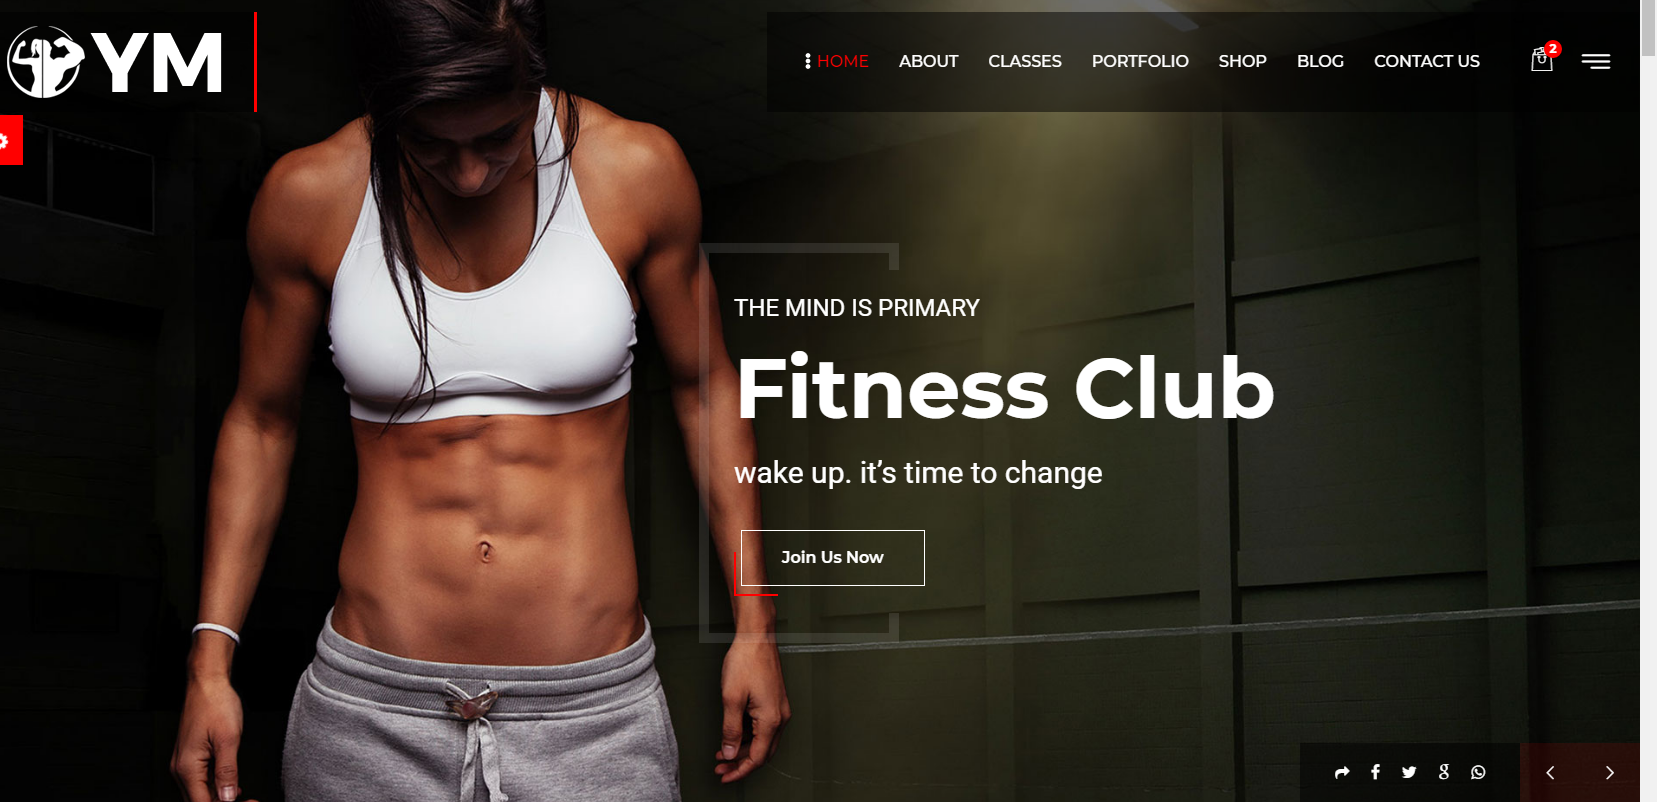 YM
HOME ABOUT CLASSES PORTFOLIO SHOP BLOG CONTACT US 2
THE MIND IS PRIMARY
Fitness Club
wake up. it’s time to change
Join Us Now